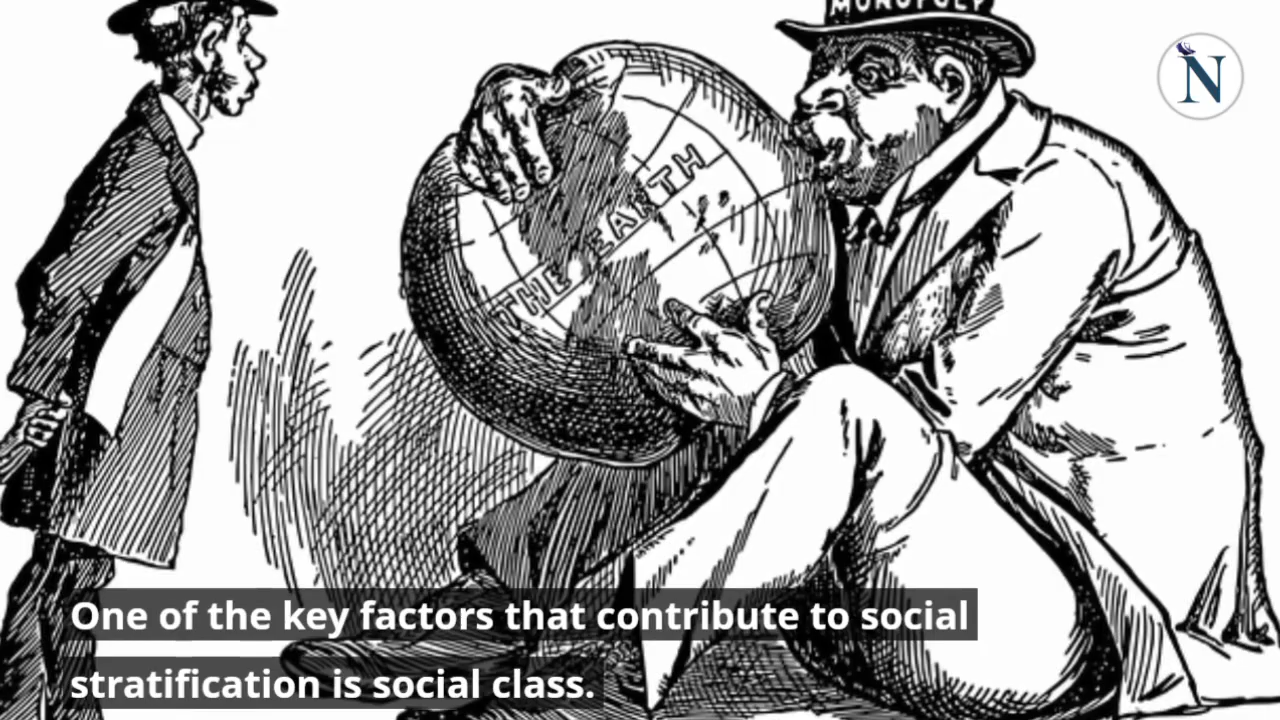 MONOPOLY
N
THE EARTH
One of the key factors that contribute to social
stratification is social class.